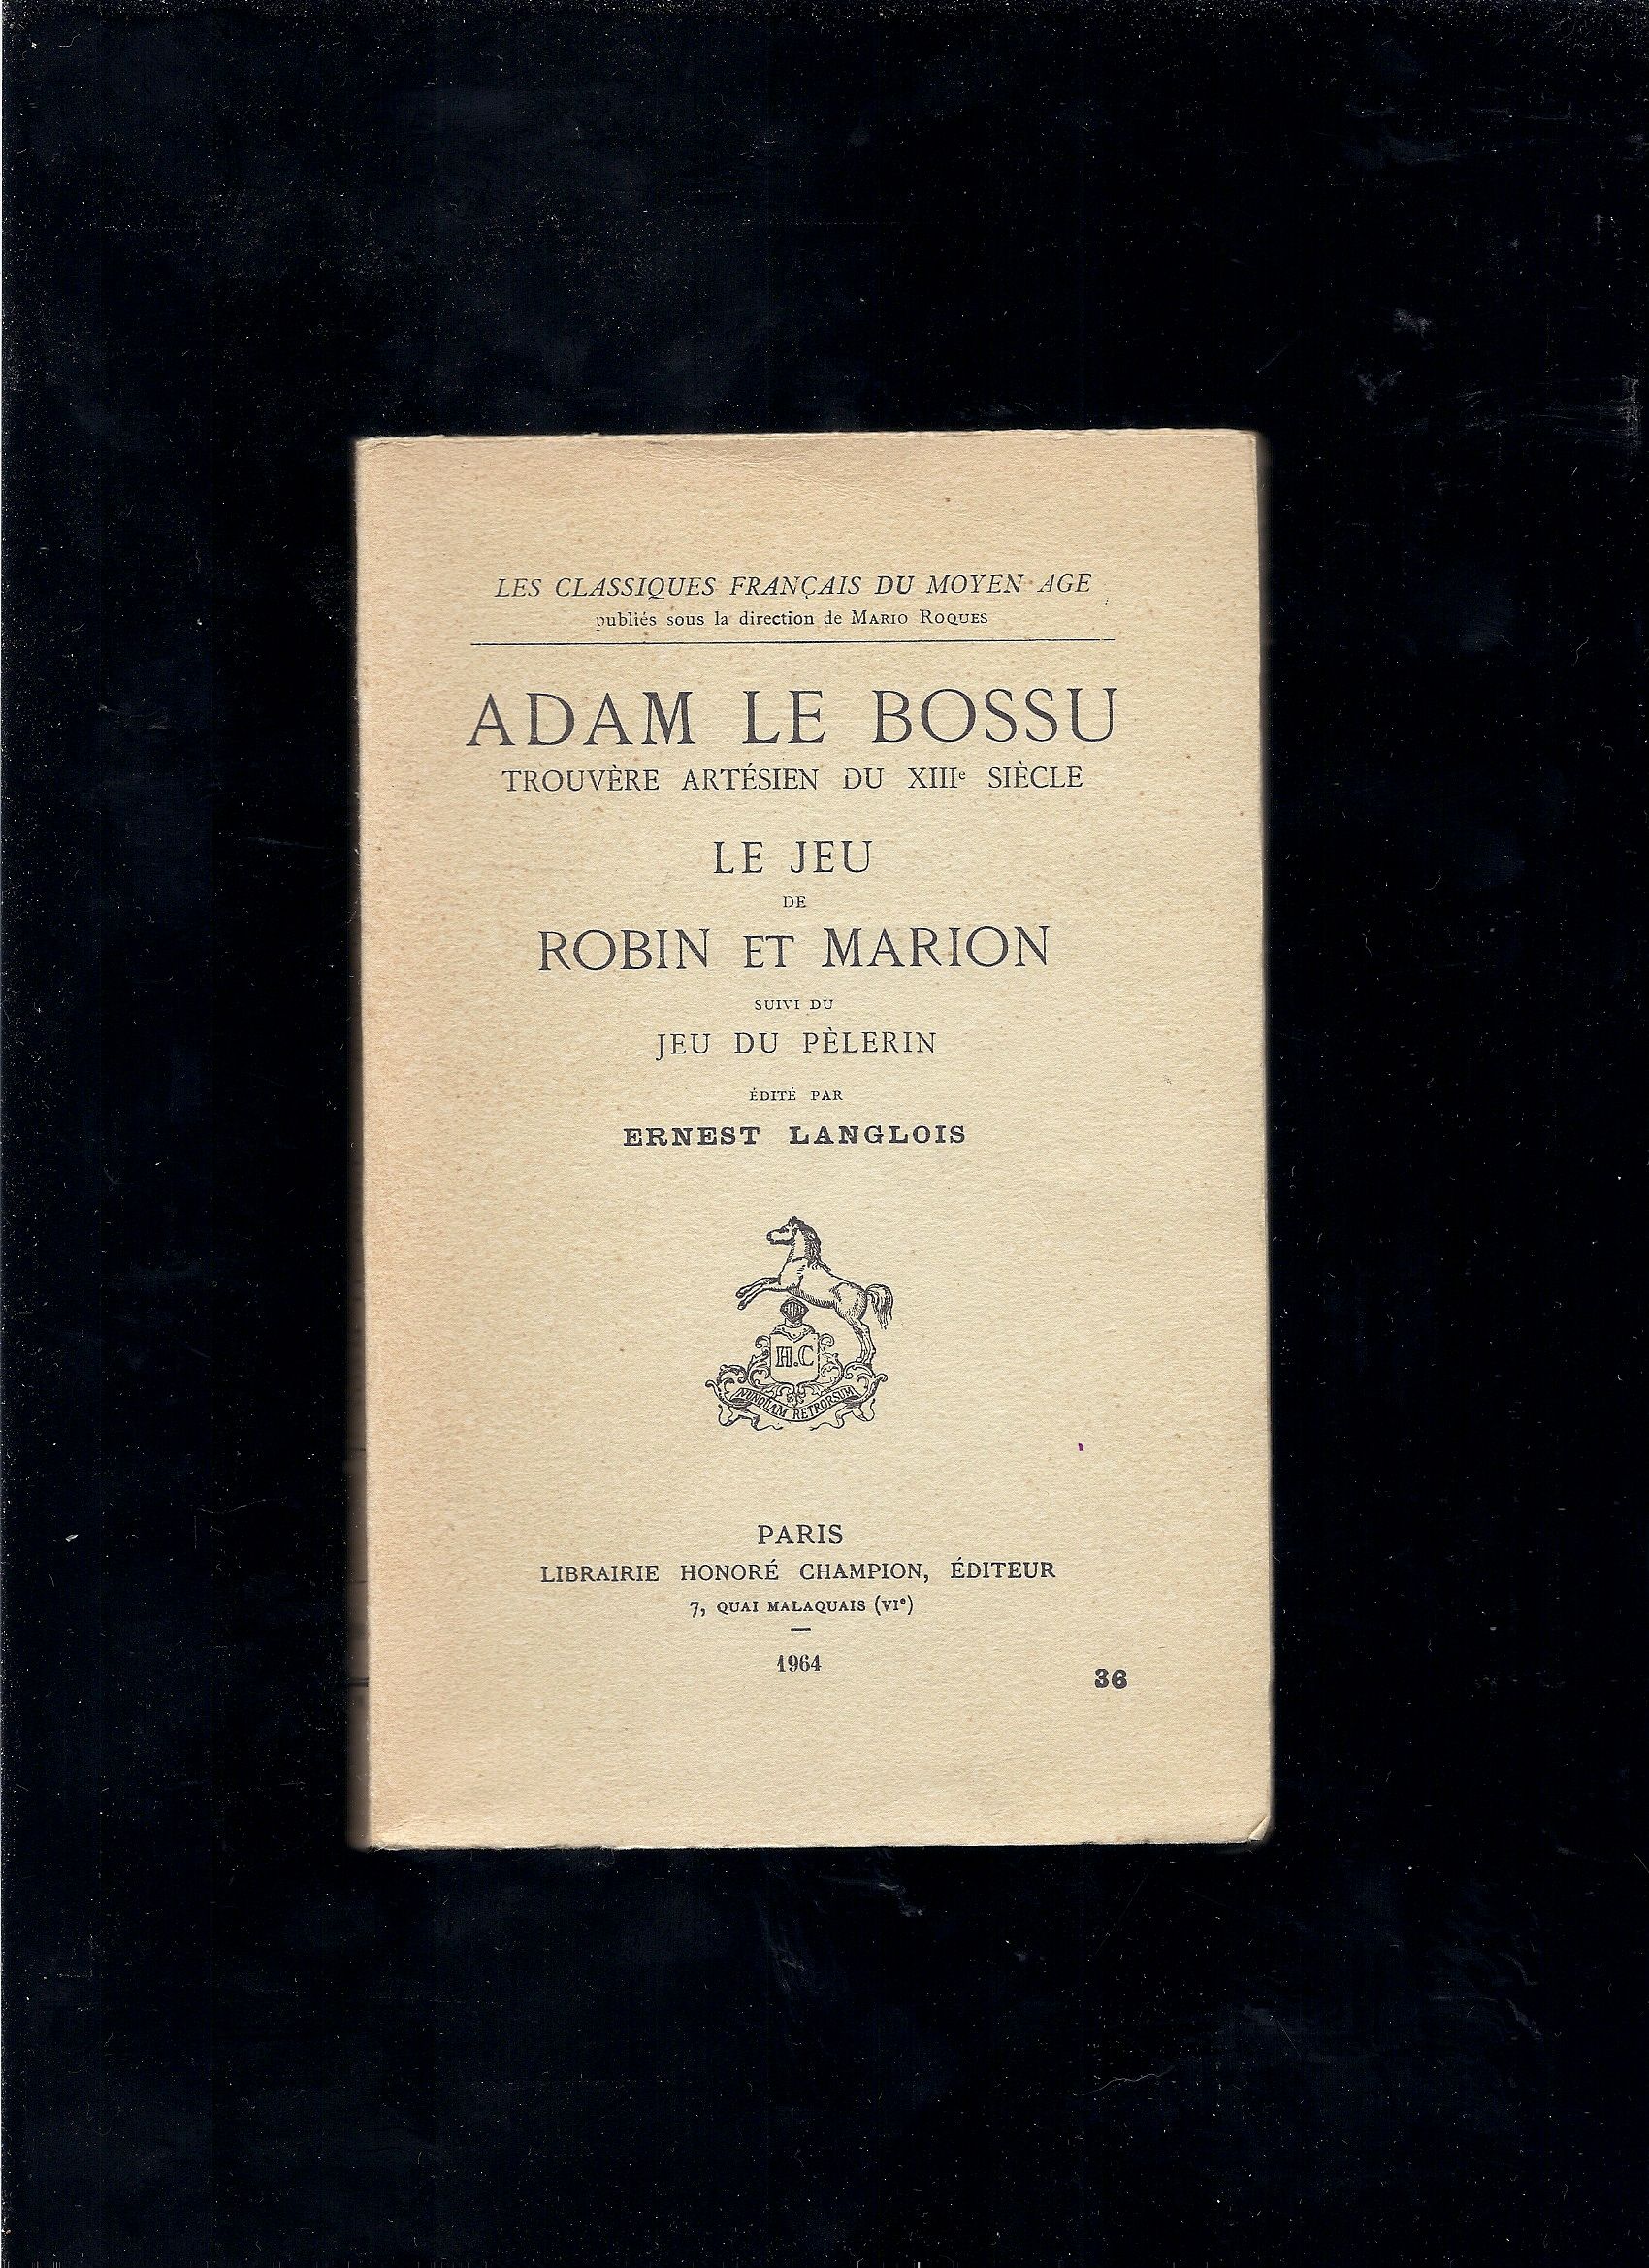 LES CLASSIQUES FRANÇAIS DU MOYEN AGE
publiés sous la direction de MARIO ROQUES
ADAM LE BOSSU
TROUVÈRE ARTÉSIEN DU XIIIe SIÈCLE
LE JEU
DE
ROBIN ET MARION
SUIVI DU
JEU DU PÈLERIN
ÉDITÉ PAR
ERNEST LANGLOIS
H.C
NUNQUAM RETRORSUM
PARIS
LIBRAIRIE HONORÉ CHAMPION, ÉDITEUR
7, QUAI MALAQUAIS (VIe)
1964
36